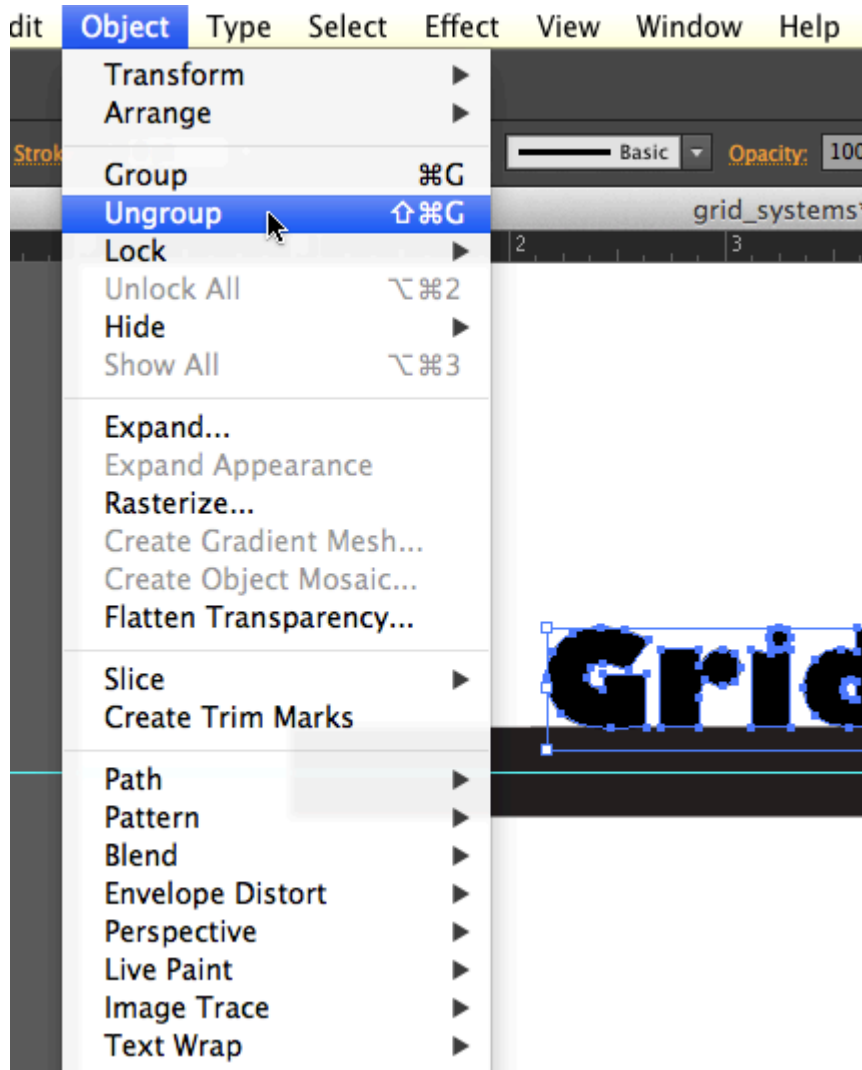 dit Object Type Select Effect View Window Help
Transform ▶
Arrange ▶
Strok Basic Opacity: 100
Group ⌘G
Ungroup ⇧⌘G
grid_systems*
Lock ▶
2 3
Unlock All ⌥⌘2
Hide ▶
Show All ⌥⌘3
Expand...
Expand Appearance
Rasterize...
Create Gradient Mesh...
Create Object Mosaic...
Flatten Transparency...
Grid
Slice ▶
Create Trim Marks
Path ▶
Pattern ▶
Blend ▶
Envelope Distort ▶
Perspective ▶
Live Paint ▶
Image Trace ▶
Text Wrap ▶